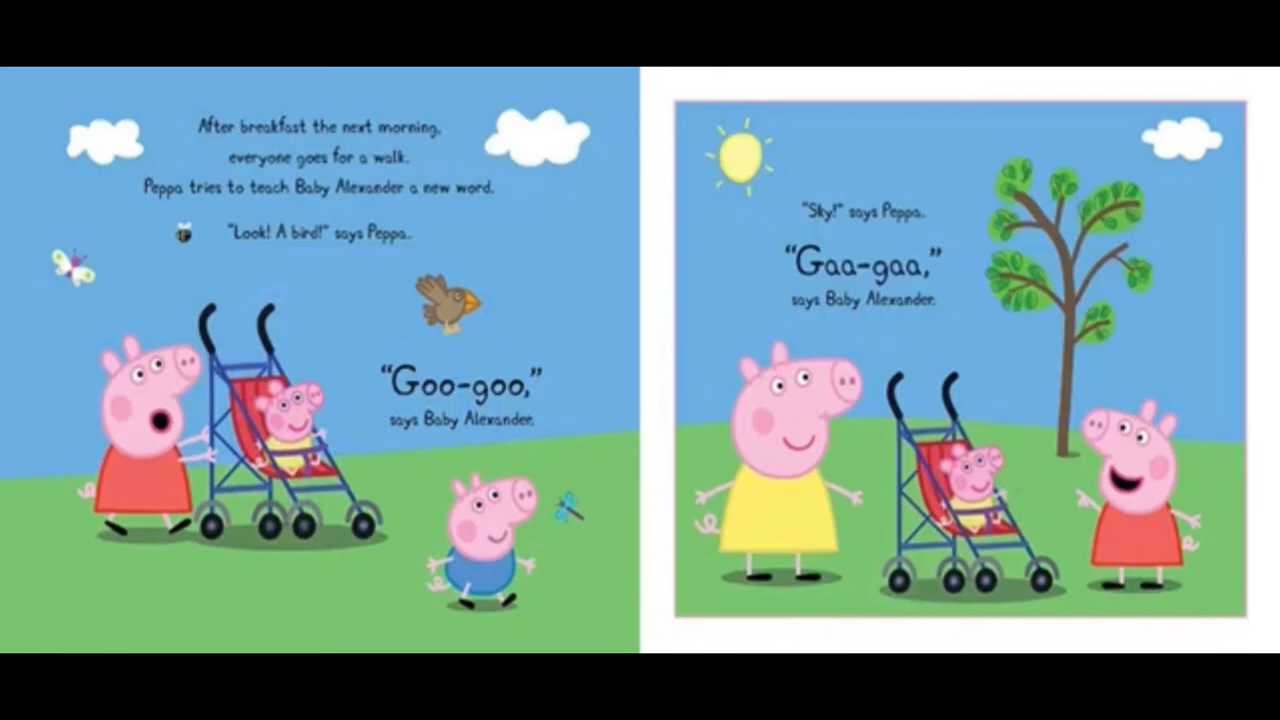 After breakfast the next morning,
everyone goes for a walk.
Peppa tries to teach Baby Alexander a new word.
"Look! A bird!" says Peppa.
"Goo-goo,"
says Baby Alexander.
"Sky!" says Peppa.
"Gaa-gaa,"
says Baby Alexander.